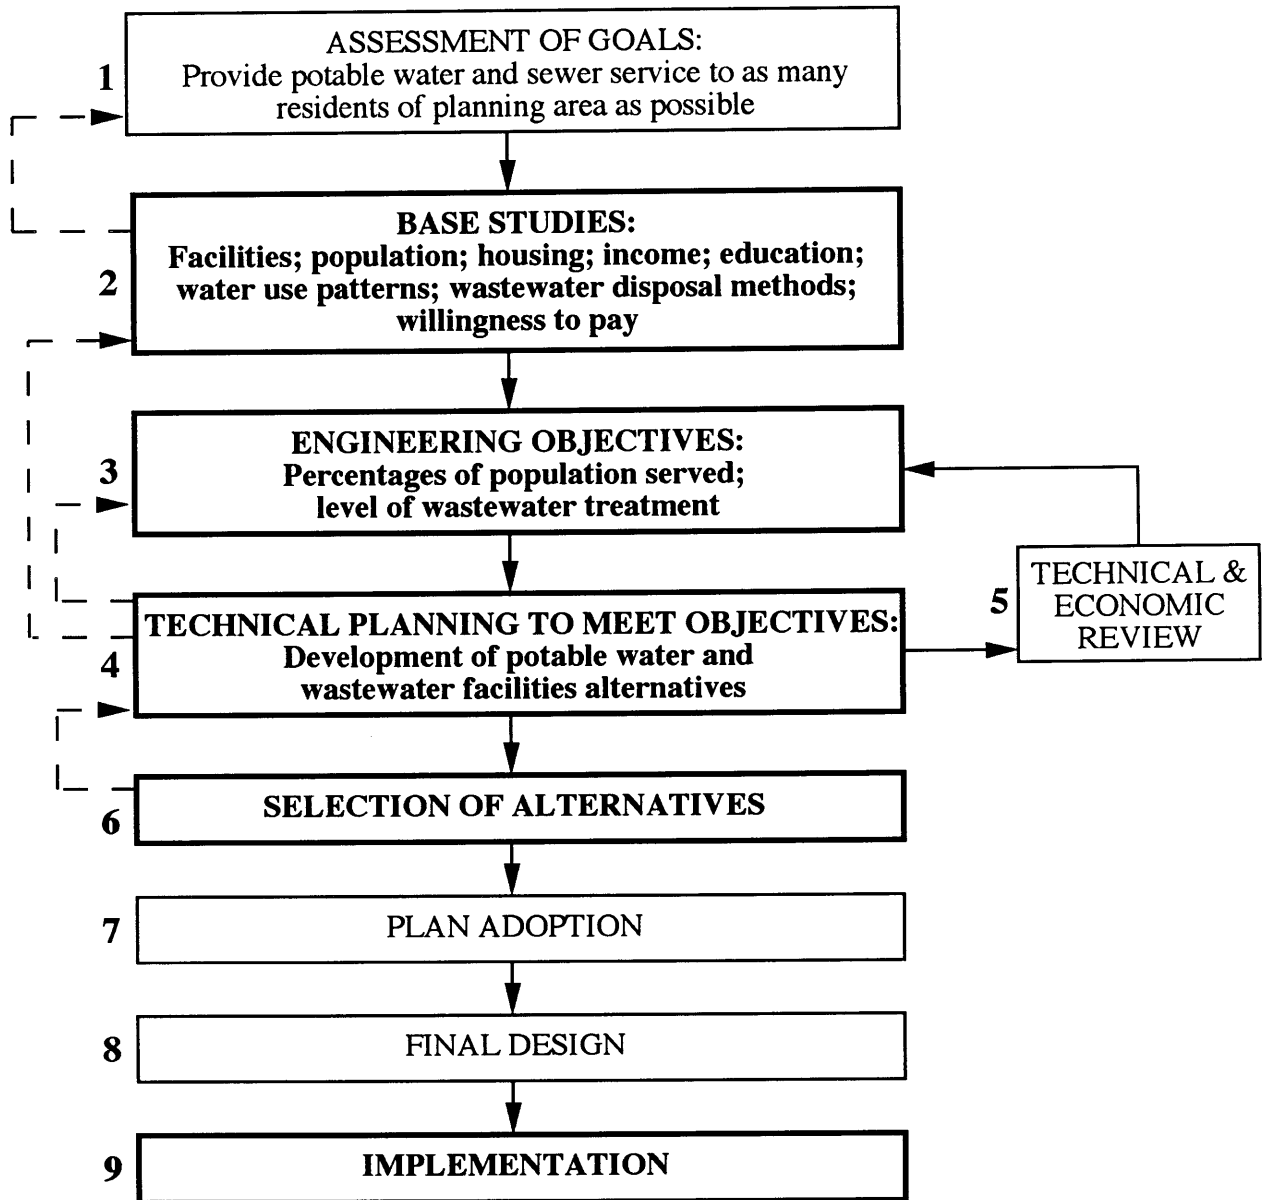 1
ASSESSMENT OF GOALS:
Provide potable water and sewer service to as many
residents of planning area as possible
2
BASE STUDIES:
Facilities; population; housing; income; education;
water use patterns; wastewater disposal methods;
willingness to pay
3
ENGINEERING OBJECTIVES:
Percentages of population served;
level of wastewater treatment
4
TECHNICAL PLANNING TO MEET OBJECTIVES:
Development of potable water and
wastewater facilities alternatives
5
TECHNICAL &
ECONOMIC
REVIEW
6
SELECTION OF ALTERNATIVES
7
PLAN ADOPTION
8
FINAL DESIGN
9
IMPLEMENTATION